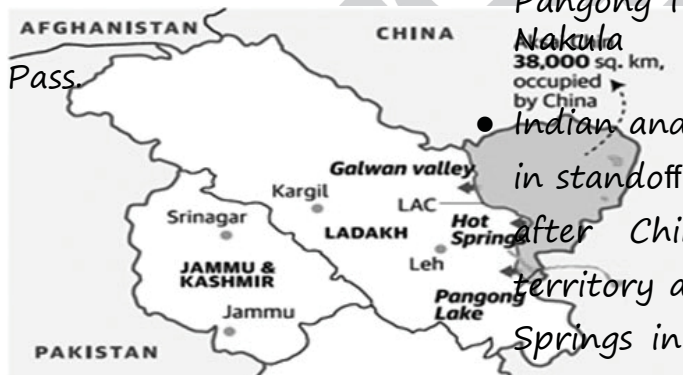 Pangong
Nakula
Pass.
• Indian and
in standoff
after Chi
territory a
Springs in
AFGHANISTAN
CHINA
38,000 sq. km,
occupied
by China
Galwan valley
Kargil
LAC
Srinagar
Hot
Springs
LADAKH
Leh
JAMMU &
KASHMIR
Pangong
Lake
Jammu
PAKISTAN